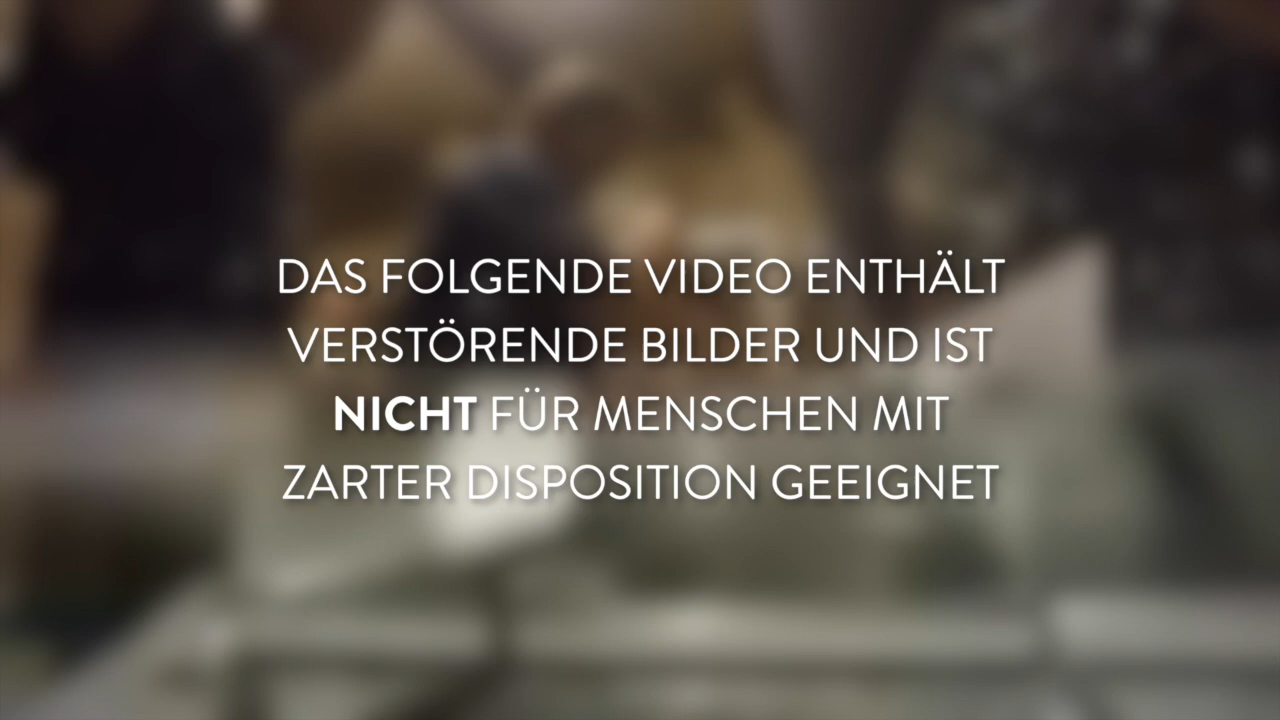 DAS FOLGENDE VIDEO ENTHÄLT
VERSTÖRENDE BILDER UND IST
NICHT FÜR MENSCHEN MIT
ZARTER DISPOSITION GEEIGNET